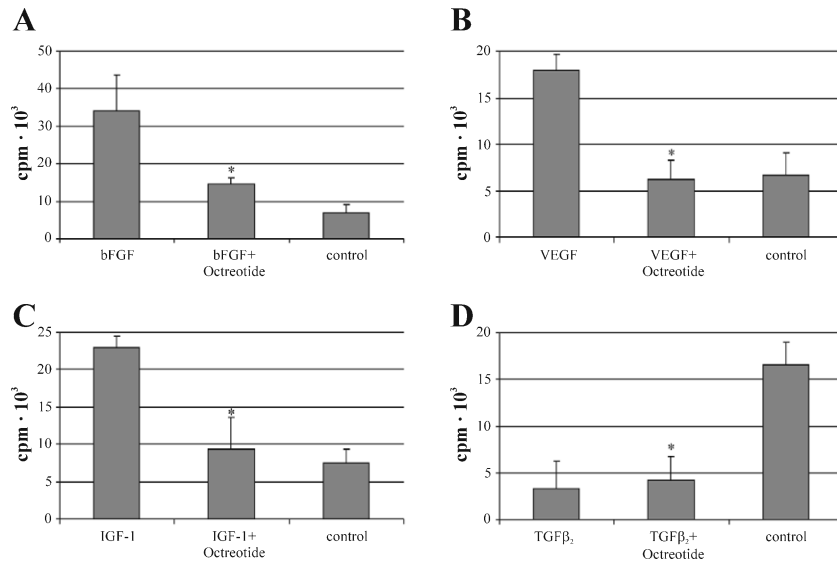 A
cpm · 10³
50
40
30
20
10
0
*
bFGF
bFGF+
Octreotide
control
B
cpm · 10³
20
15
10
5
0
*
VEGF
VEGF+
Octreotide
control
C
cpm · 10³
25
20
15
10
5
0
*
IGF-1
IGF-1+
Octreotide
control
D
cpm · 10³
20
15
10
5
0
*
TGFβ₂
TGFβ₂+
Octreotide
control